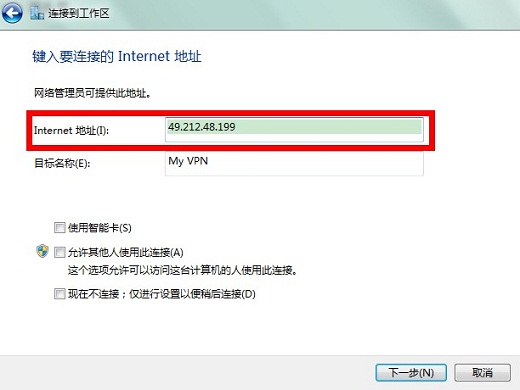 连接到工作区
键入要连接的 Internet 地址
网络管理员可提供此地址。
Internet 地址(I):
49.212.48.199
目标名称(E):
My VPN
使用智能卡(S)
允许其他人使用此连接(A)
这个选项允许可以访问这台计算机的人使用此连接。
现在不连接；仅进行设置以便稍后连接(D)
下一步(N)
取消